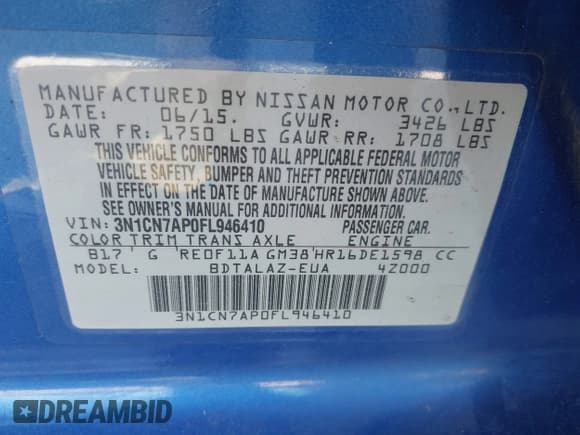 MANUFACTURED BY NISSAN MOTOR CO.,LTD.
DATE: 06/15. GVWR: 3426 LBS
GAWR FR: 1750 LBS GAWR RR: 1708 LBS
THIS VEHICLE CONFORMS TO ALL APPLICABLE FEDERAL MOTOR
VEHICLE SAFETY, BUMPER AND THEFT PREVENTION STANDARDS
IN EFFECT ON THE DATE OF MANUFACTURE SHOWN ABOVE.
SEE OWNER'S MANUAL FOR ADDITIONAL INFORMATION
VIN: 3N1CN7AP0FL946410 PASSENGER CAR.
COLOR TRIM TRANS AXLE ENGINE
B17 G RE0F11A GM38 HR16DE1598 CC
MODEL: BDTALAZ-EUA 4Z000
3N1CN7AP0FL946410
DREAMBID